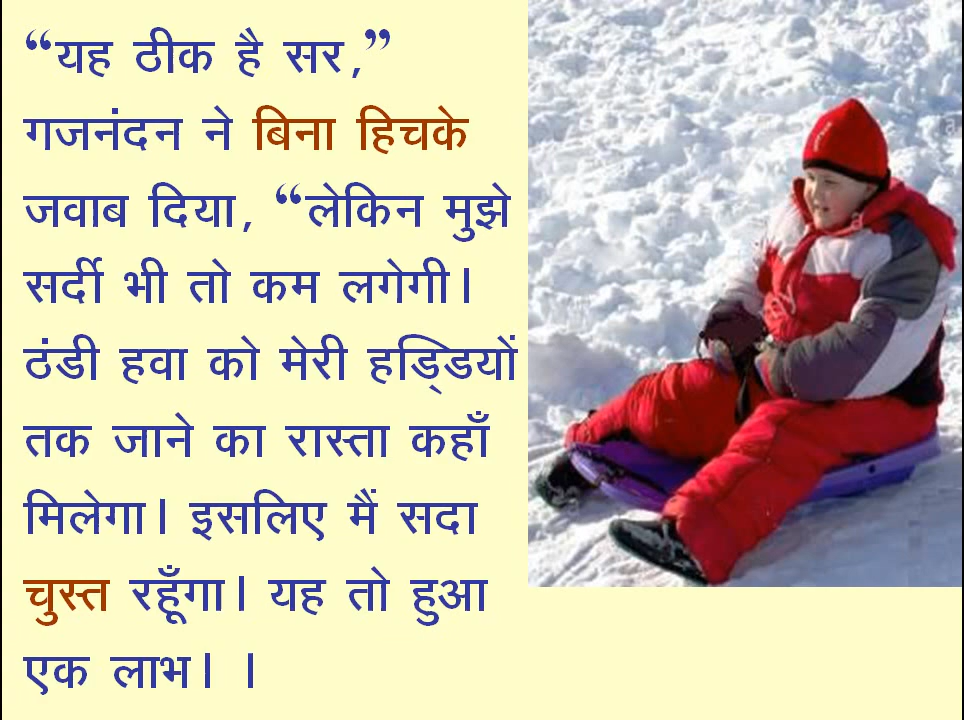 “यह ठीक है सर,”
गजनंदन ने बिना हिचके
जवाब दिया, “लेकिन मुझे
सर्दी भी तो कम लगेगी।
ठंडी हवा को मेरी हड्डियों
तक जाने का रास्ता कहाँ
मिलेगा। इसलिए मैं सदा
चुस्त रहूँगा। यह तो हुआ
एक लाभ। ।